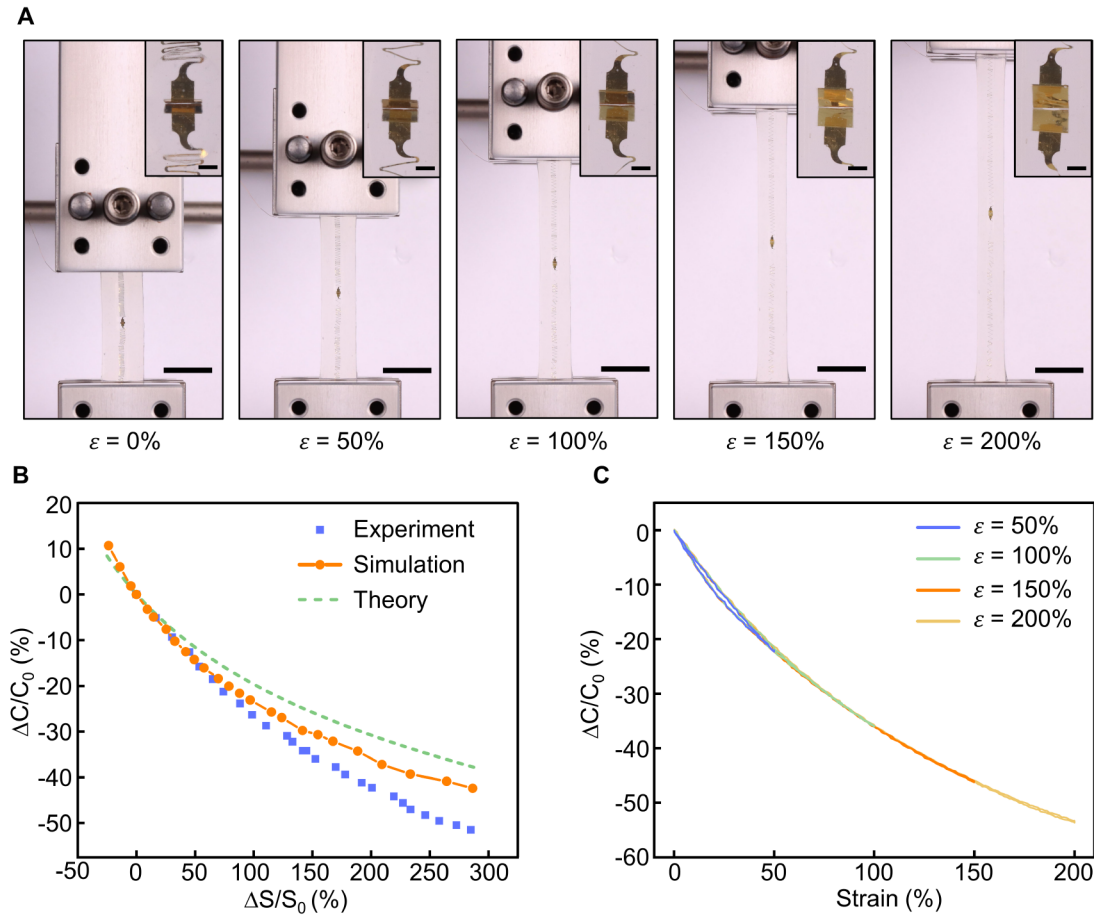 A
ε = 0%
ε = 50%
ε = 100%
ε = 150%
ε = 200%
B
20
10
0
-10
-20
-30
-40
-50
ΔC/C0 (%)
Experiment
Simulation
Theory
-50
0
50
100
150
200
250
300
ΔS/S0 (%)
C
0
-10
-20
-30
-40
-50
-60
ΔC/C0 (%)
ε = 50%
ε = 100%
ε = 150%
ε = 200%
0
50
100
150
200
Strain (%)